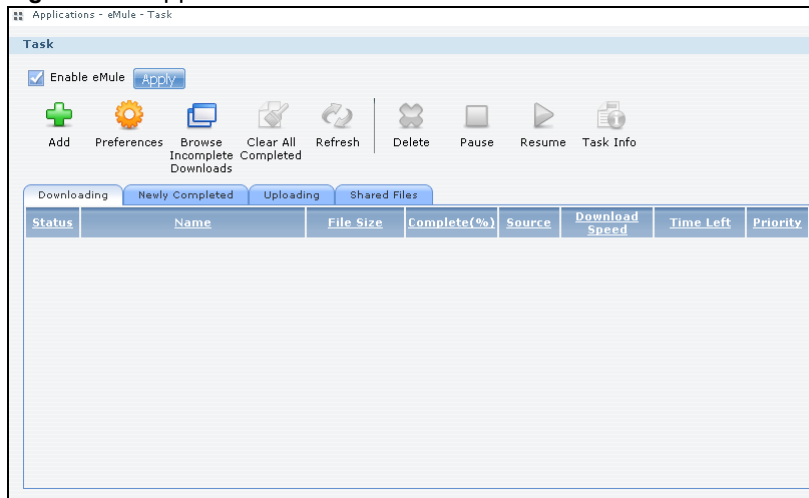 Applications - eMule - Task
Task
Enable eMule Apply
Add Preferences Browse Incomplete Downloads Clear All Completed Refresh Delete Pause Resume Task Info
Downloading Newly Completed Uploading Shared Files
Status Name File Size Complete(%) Source Download Speed Time Left Priority